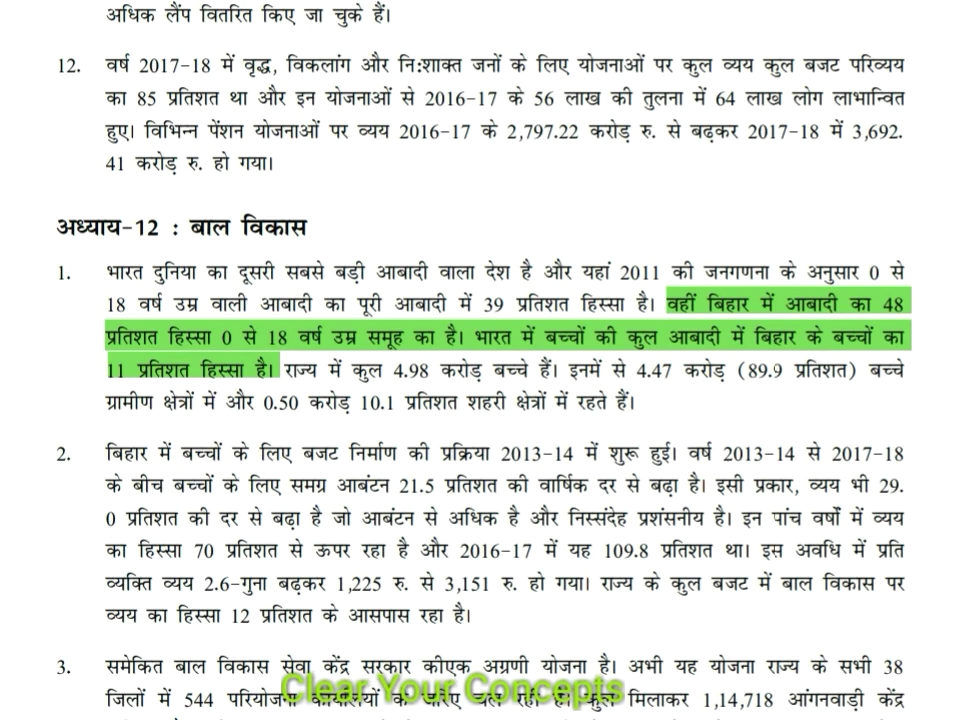 अधिक लैंप वितरित किए जा चुके हैं।
12. वर्ष 2017-18 में वृद्ध, विकलांग और नि:शाक्त जनों के लिए योजनाओं पर कुल व्यय कुल बजट परिव्यय
का 85 प्रतिशत था और इन योजनाओं से 2016-17 के 56 लाख की तुलना में 64 लाख लोग लाभान्वित
हुए। विभिन्न पेंशन योजनाओं पर व्यय 2016-17 के 2,797.22 करोड़ रु. से बढ़कर 2017-18 में 3,692.
41 करोड़ रु. हो गया।
अध्याय-12 : बाल विकास
1. भारत दुनिया का दूसरी सबसे बड़ी आबादी वाला देश है और यहां 2011 की जनगणना के अनुसार 0 से
18 वर्ष उम्र वाली आबादी का पूरी आबादी में 39 प्रतिशत हिस्सा है। वहीं बिहार में आबादी का 48
प्रतिशत हिस्सा 0 से 18 वर्ष उम्र समूह का है। भारत में बच्चों की कुल आबादी में बिहार के बच्चों का
11 प्रतिशत हिस्सा है। राज्य में कुल 4.98 करोड़ बच्चे हैं। इनमें से 4.47 करोड़ (89.9 प्रतिशत) बच्चे
ग्रामीण क्षेत्रों में और 0.50 करोड़ 10.1 प्रतिशत शहरी क्षेत्रों में रहते हैं।
2. बिहार में बच्चों के लिए बजट निर्माण की प्रक्रिया 2013-14 में शुरू हुई। वर्ष 2013-14 से 2017-18
के बीच बच्चों के लिए समग्र आबंटन 21.5 प्रतिशत की वार्षिक दर से बढ़ा है। इसी प्रकार, व्यय भी 29.
0 प्रतिशत की दर से बढ़ा है जो आबंटन से अधिक है और निस्संदेह प्रशंसनीय है। इन पांच वर्षों में व्यय
का हिस्सा 70 प्रतिशत से ऊपर रहा है और 2016-17 में यह 109.8 प्रतिशत था। इस अवधि में प्रति
व्यक्ति व्यय 2.6-गुना बढ़कर 1,225 रु. से 3,151 रु. हो गया। राज्य के कुल बजट में बाल विकास पर
व्यय का हिस्सा 12 प्रतिशत के आसपास रहा है।
3. समेकित बाल विकास सेवा केंद्र सरकार कीएक अग्रणी योजना है। अभी यह योजना राज्य के सभी 38
जिलों में 544 मिलाकर 1,14,718 आंगनवाड़ी केंद्र
Clear Your Concepts